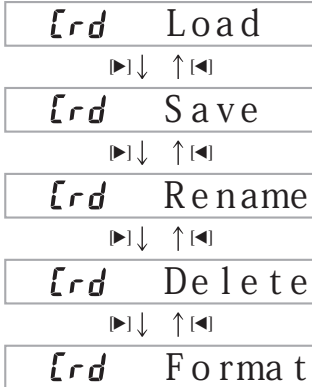 Crd Load
[▶]↓ ↑[◀]
Crd Save
[▶]↓ ↑[◀]
Crd Rename
[▶]↓ ↑[◀]
Crd Delete
[▶]↓ ↑[◀]
Crd Format